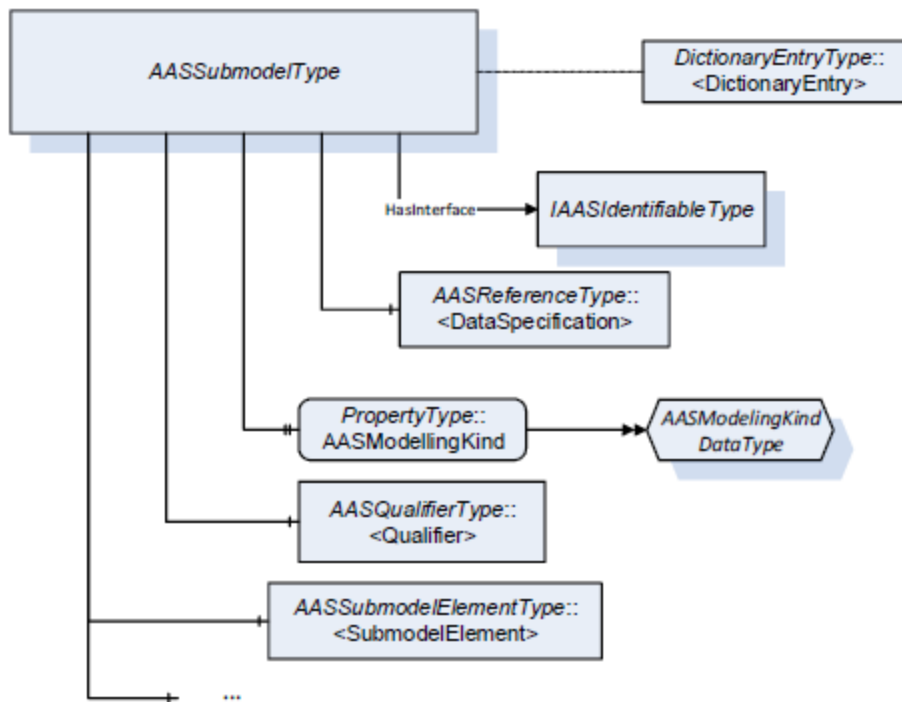 AASSubmodelType
DictionaryEntryType::
<DictionaryEntry>
HasInterface
IAASIdentifiableType
AASReferenceType::
<DataSpecification>
PropertyType::
AASModellingKind
AASModelingKind
DataType
AASQualifierType::
<Qualifier>
AASSubmodelElementType::
<SubmodelElement>
...